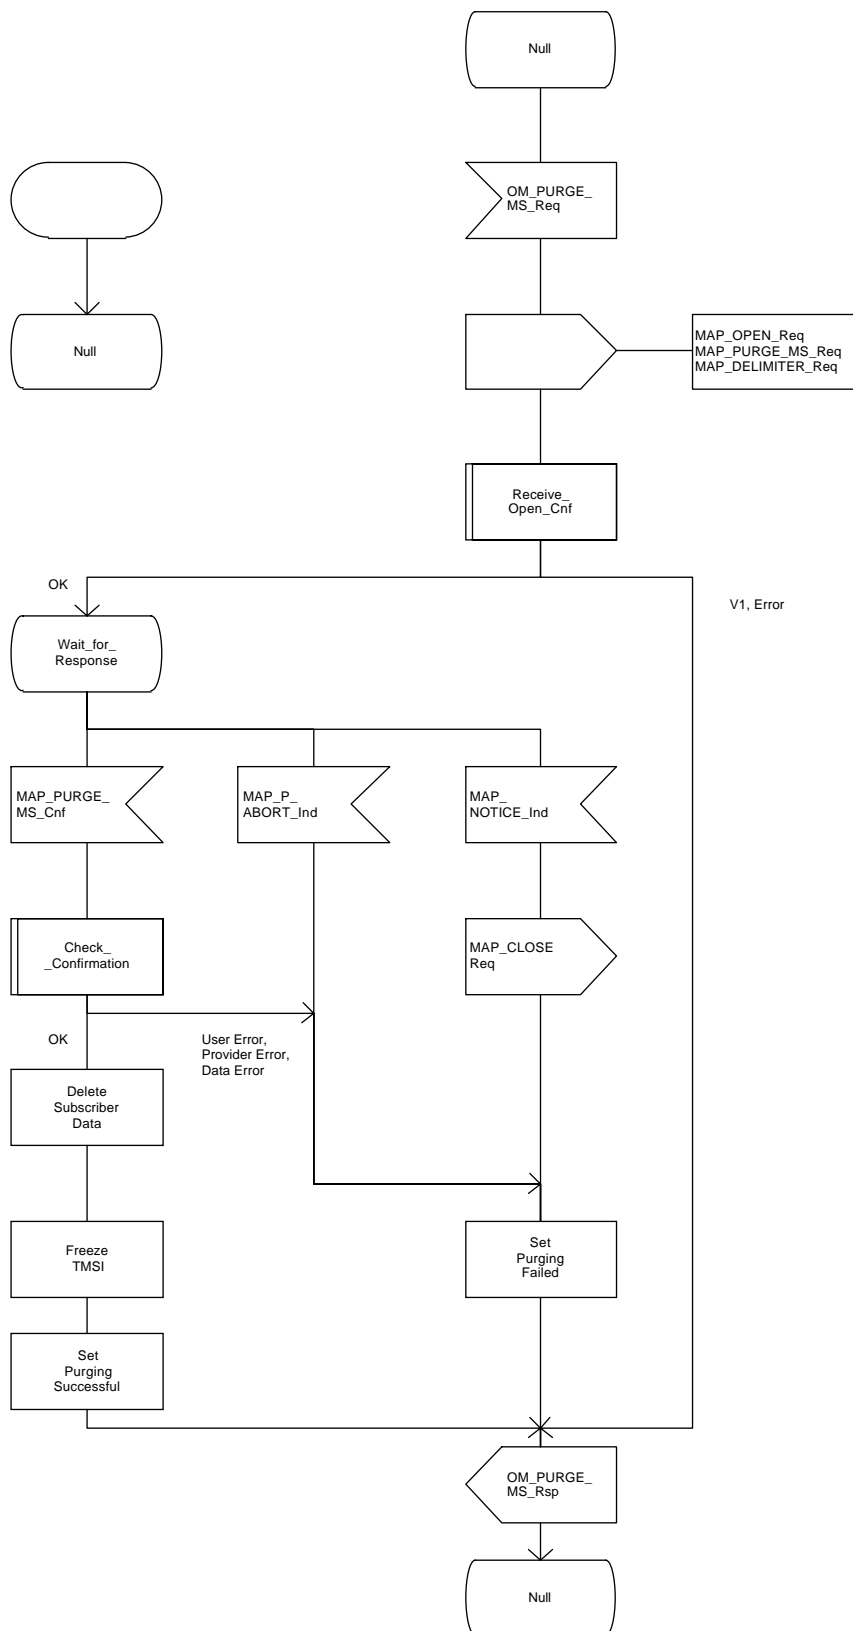 Null
OM_PURGE_
MS_Req
Null
MAP_OPEN_Req
MAP_PURGE_MS_Req
MAP_DELIMITER_Req
Receive_
Open_Cnf
OK
V1, Error
Wait_for_
Response
MAP_PURGE_
MS_Cnf
MAP_P_
ABORT_Ind
MAP_
NOTICE_Ind
Check_
_Confirmation
MAP_CLOSE
Req
OK
User Error,
Provider Error,
Data Error
Delete
Subscriber
Data
Freeze
TMSI
Set
Purging
Failed
Set
Purging
Successful
OM_PURGE_
MS_Rsp
Null